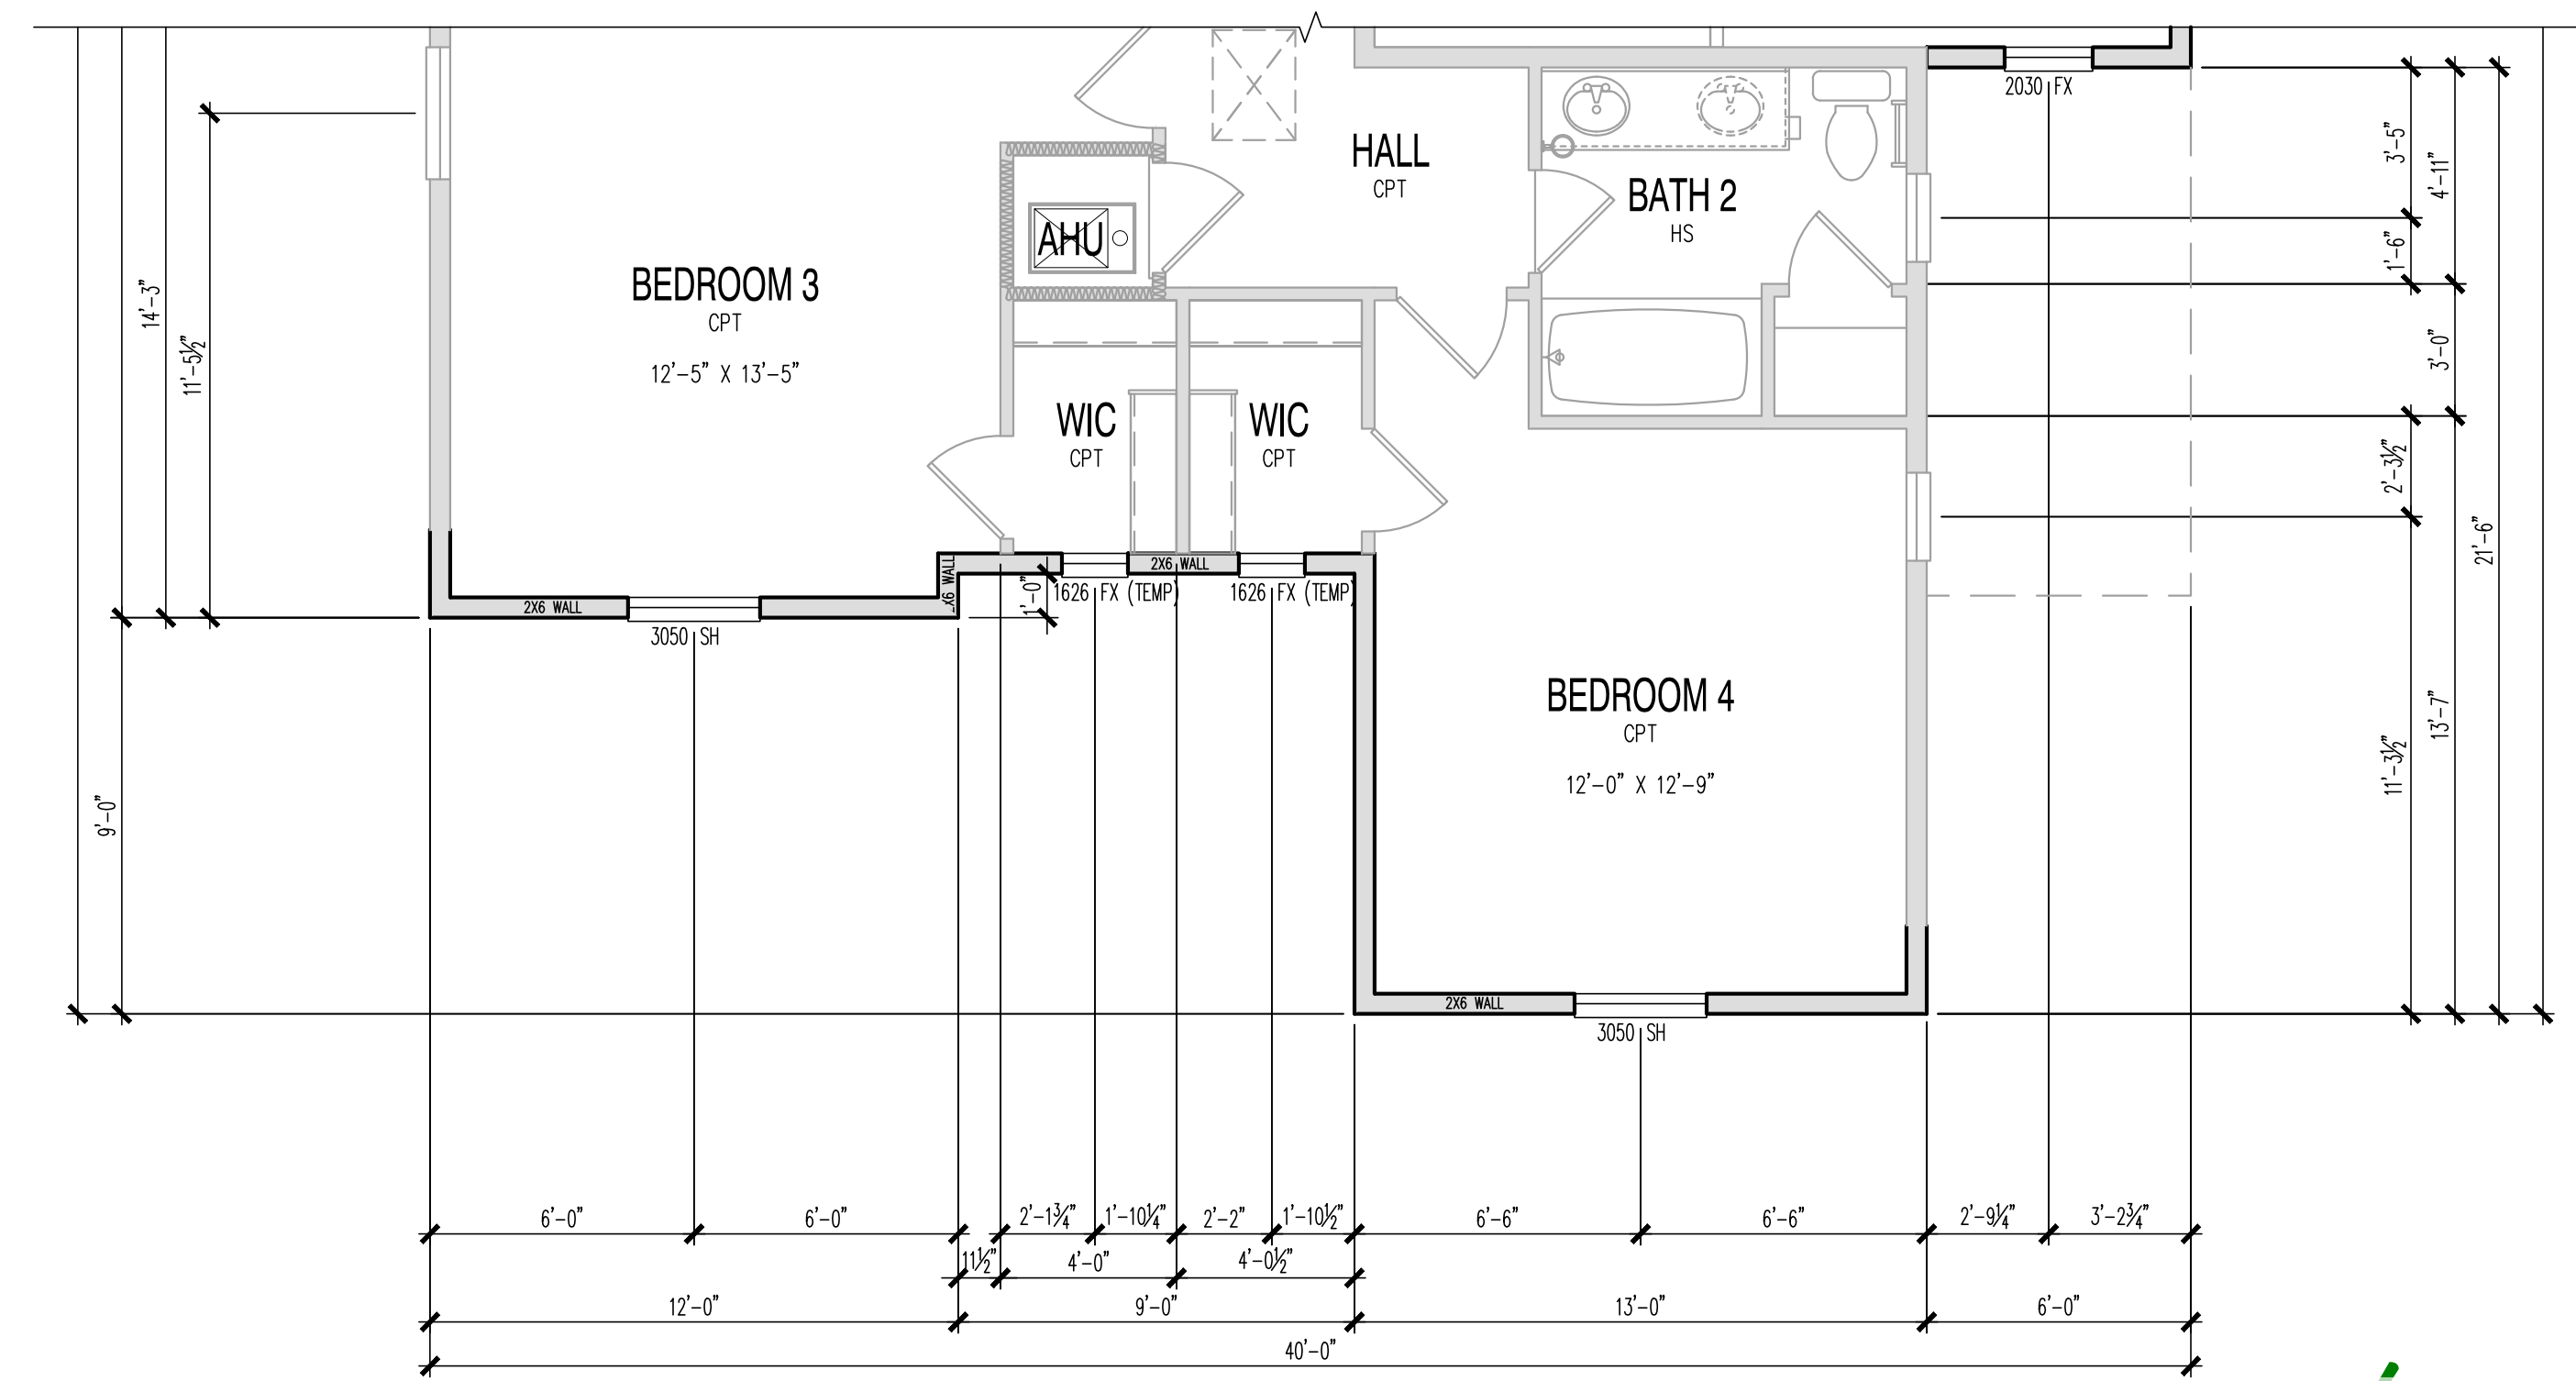 2030 FX
HALL
CPT
BATH 2
HS
AHU
BEDROOM 3
CPT
12'-5" X 13'-5"
WIC
CPT
WIC
CPT
2X6 WALL
2X6 WALL
2X6 WALL
1626 FX (TEMP)
1626 FX (TEMP)
3050 SH
1'-0"
BEDROOM 4
CPT
12'-0" X 12'-9"
2X6 WALL
3050 SH
14'-3"
11'-5½"
9'-0"
3'-5"
4'-11"
1'-6"
3'-0"
2'-3½"
21'-6"
13'-7"
11'-3½"
6'-0" 6'-0" 2'-1¾" 1'-10¼" 2'-2" 1'-10½" 6'-6" 6'-6" 2'-9¼" 3'-2¾"
11½" 4'-0" 4'-0½"
12'-0" 9'-0" 13'-0" 6'-0"
40'-0"